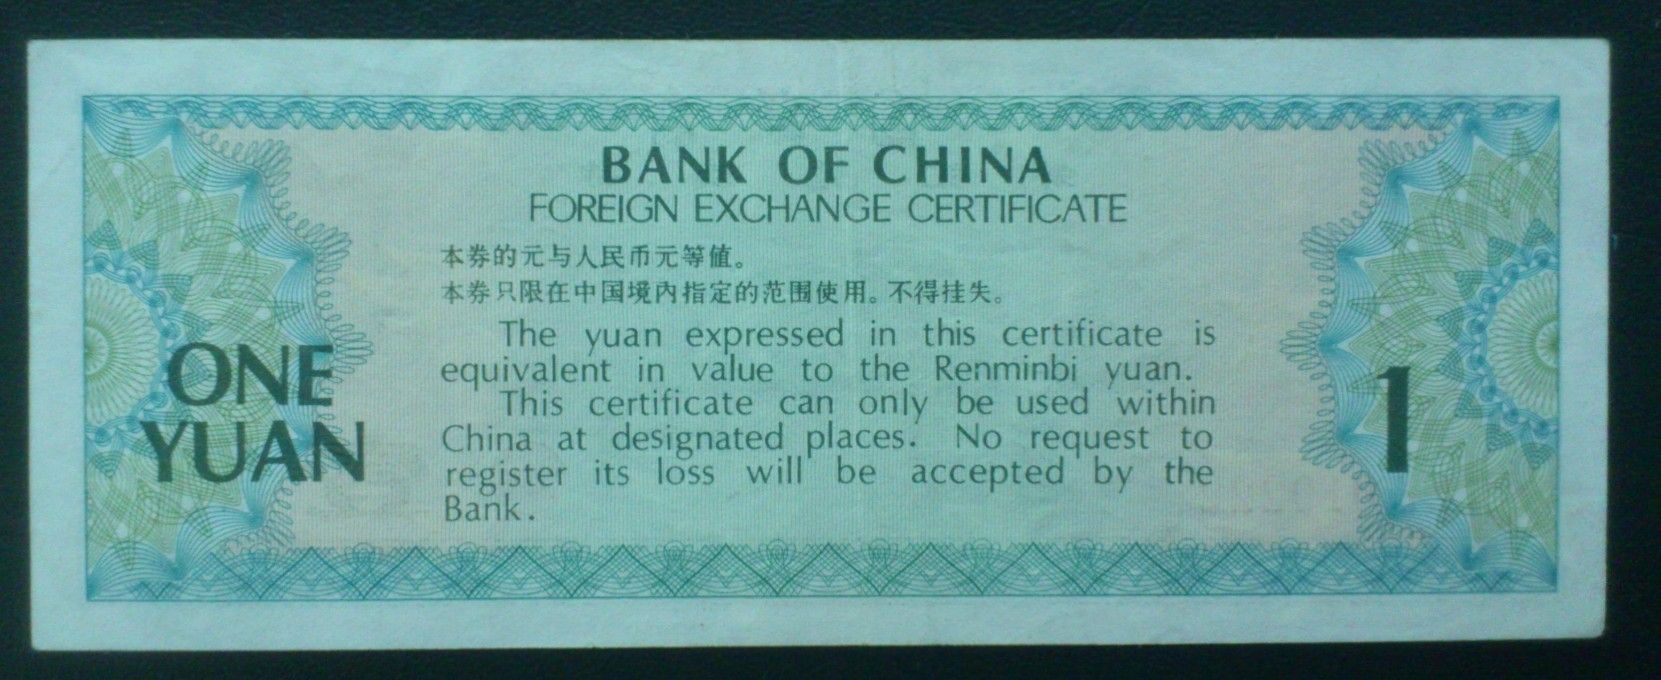 BANK OF CHINA
FOREIGN EXCHANGE CERTIFICATE
本券的元与人民币元等值。
本券只限在中国境内指定的范围使用。不得挂失。
The yuan expressed in this certificate is
equivalent in value to the Renminbi yuan.
This certificate can only be used within
China at designated places. No request to
register its loss will be accepted by the
Bank.
ONE
YUAN
1